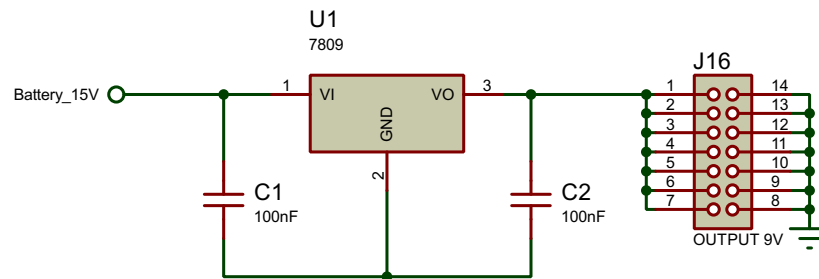 U1
7809
Battery_15V
1
VI
VO
3
GND
2
C1
100nF
C2
100nF
J16
1
14
2
13
3
12
4
11
5
10
6
9
7
8
OUTPUT 9V